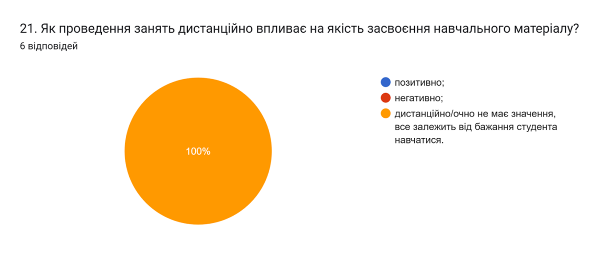 21. Як проведення занять дистанційно впливає на якість засвоєння навчального матеріалу?
6 відповідей
позитивно;
негативно;
дистанційно/очно не має значення,
все залежить від бажання студента
навчатися.
100%